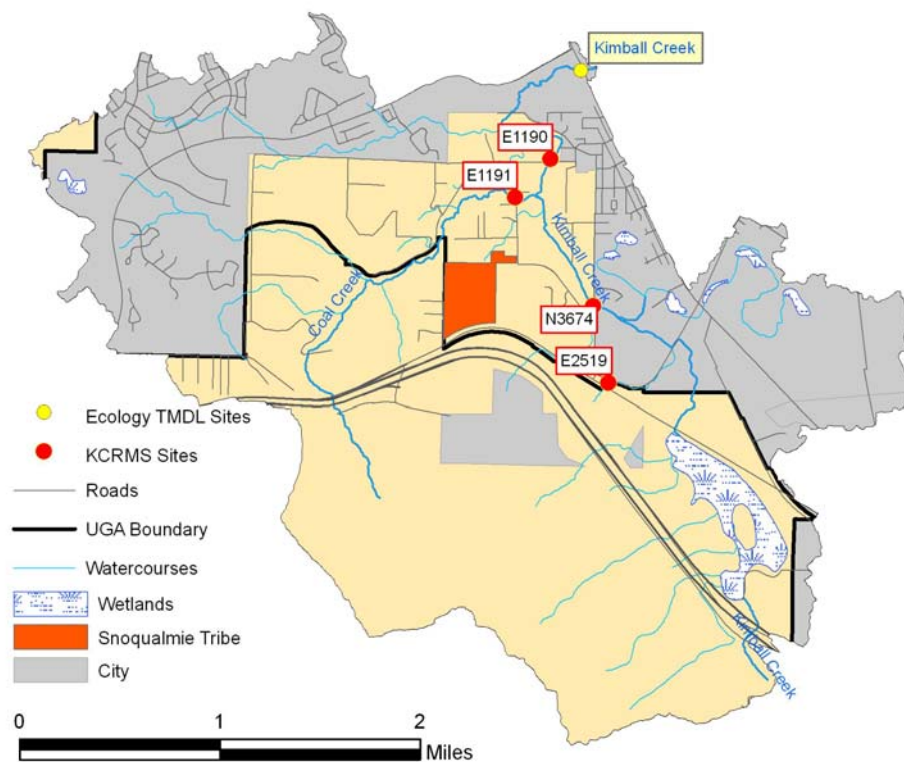 Kimball Creek
E1190
E1191
Kimball Creek
Coal Creek
N3674
E2519
Ecology TMDL Sites
KCRMS Sites
Roads
UGA Boundary
Watercourses
Wetlands
Snoqualmie Tribe
City
Kimball Creek
0 1 2
Miles